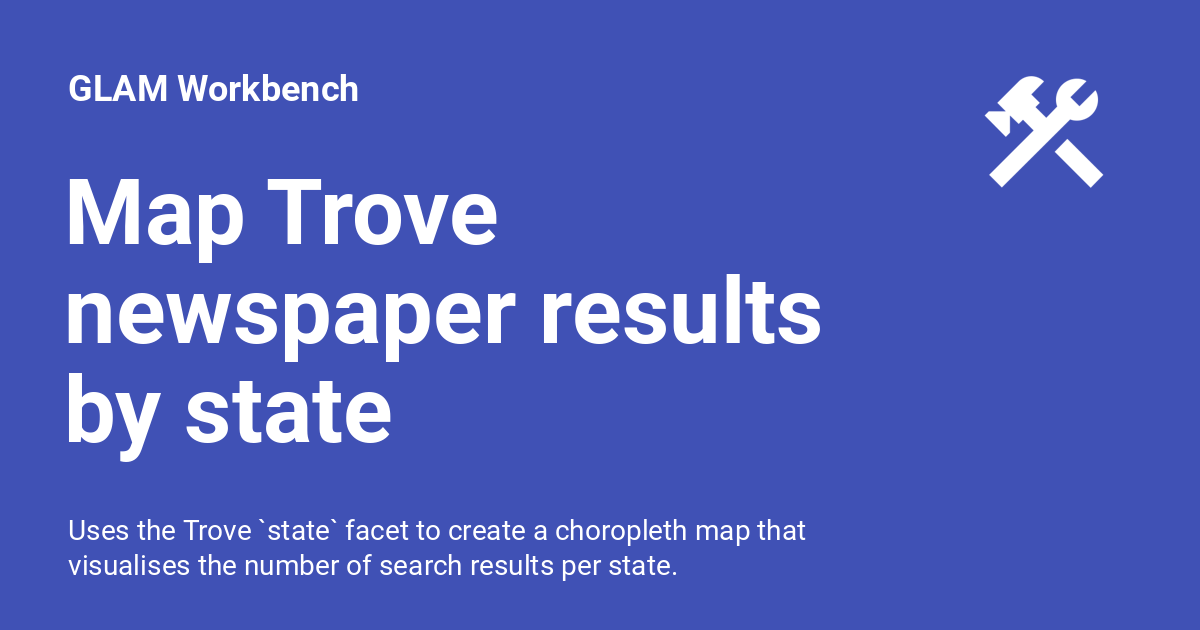 GLAM Workbench
Map Trove
newspaper results
by state
Uses the Trove `state` facet to create a choropleth map that
visualises the number of search results per state.